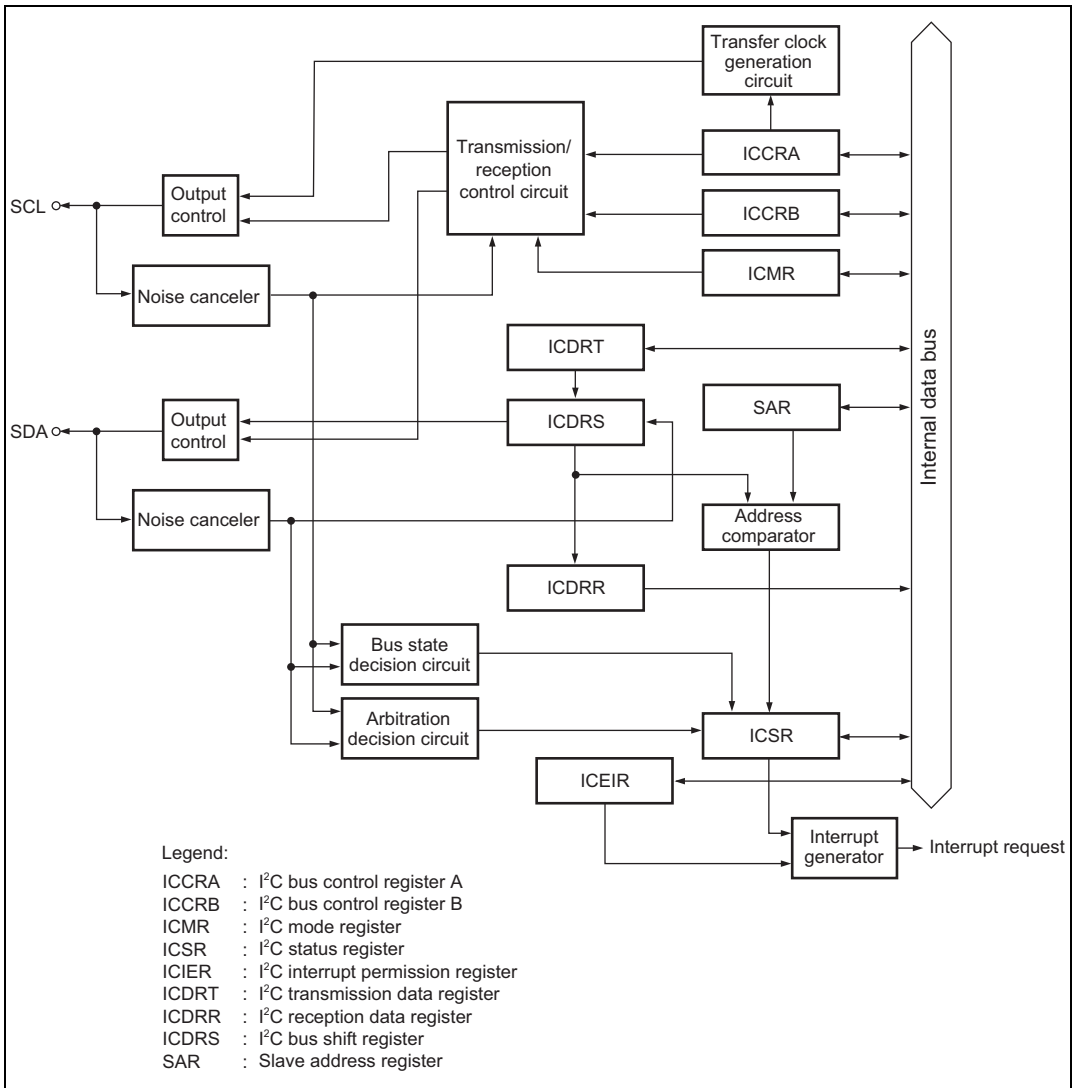 Transfer clock
generation
circuit
Transmission/
reception
control circuit
ICCRA
ICCRB
ICMR
SCL
Output
control
Noise canceler
ICDRT
ICDRS
SAR
SDA
Output
control
Noise canceler
Address
comparator
ICDRR
Internal data bus
Bus state
decision circuit
Arbitration
decision circuit
ICSR
ICEIR
Interrupt
generator
Interrupt request
Legend:
ICCRA : I²C bus control register A
ICCRB : I²C bus control register B
ICMR : I²C mode register
ICSR : I²C status register
ICIER : I²C interrupt permission register
ICDRT : I²C transmission data register
ICDRR : I²C reception data register
ICDRS : I²C bus shift register
SAR : Slave address register